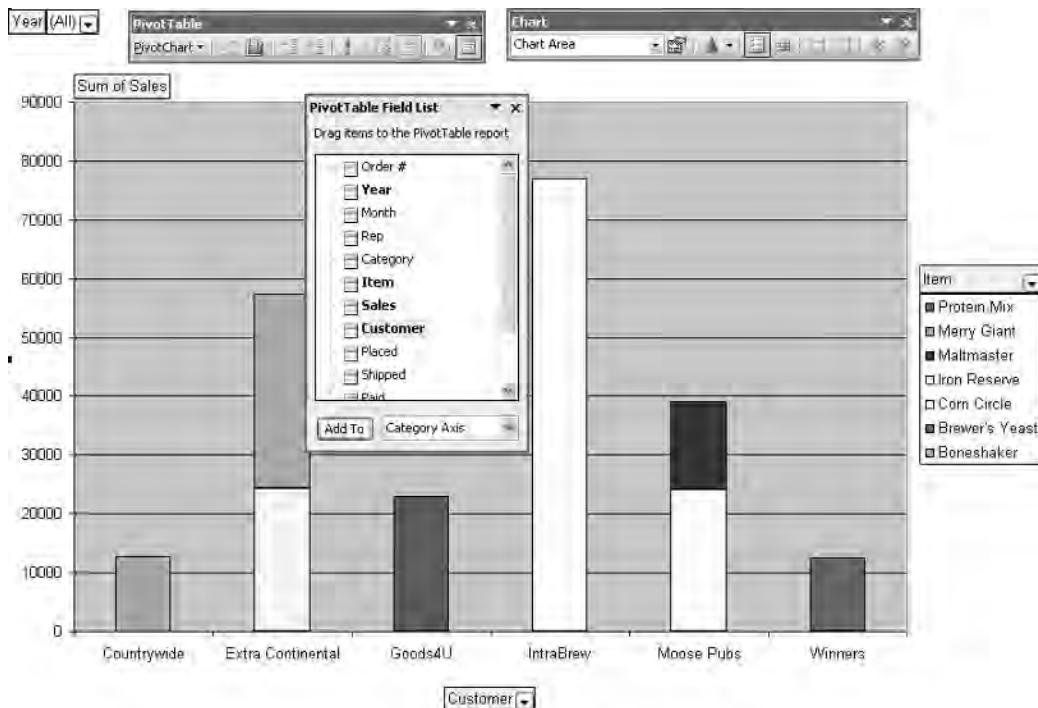 Year (All)
PivotTable
PivotChart
Chart
Chart Area
Sum of Sales
90000
80000
70000
60000
50000
40000
30000
20000
10000
0
PivotTable Field List
Drag items to the PivotTable report
Order #
Year
Month
Rep
Category
Item
Sales
Customer
Placed
Shipped
Paid
Add To Category Axis
Item
Protein Mix
Merry Giant
Maltmaster
Iron Reserve
Corn Circle
Brewer's Yeast
Boneshaker
Countrywide Extra Continental Goods4U IntraBrew Moose Pubs Winners
Customer